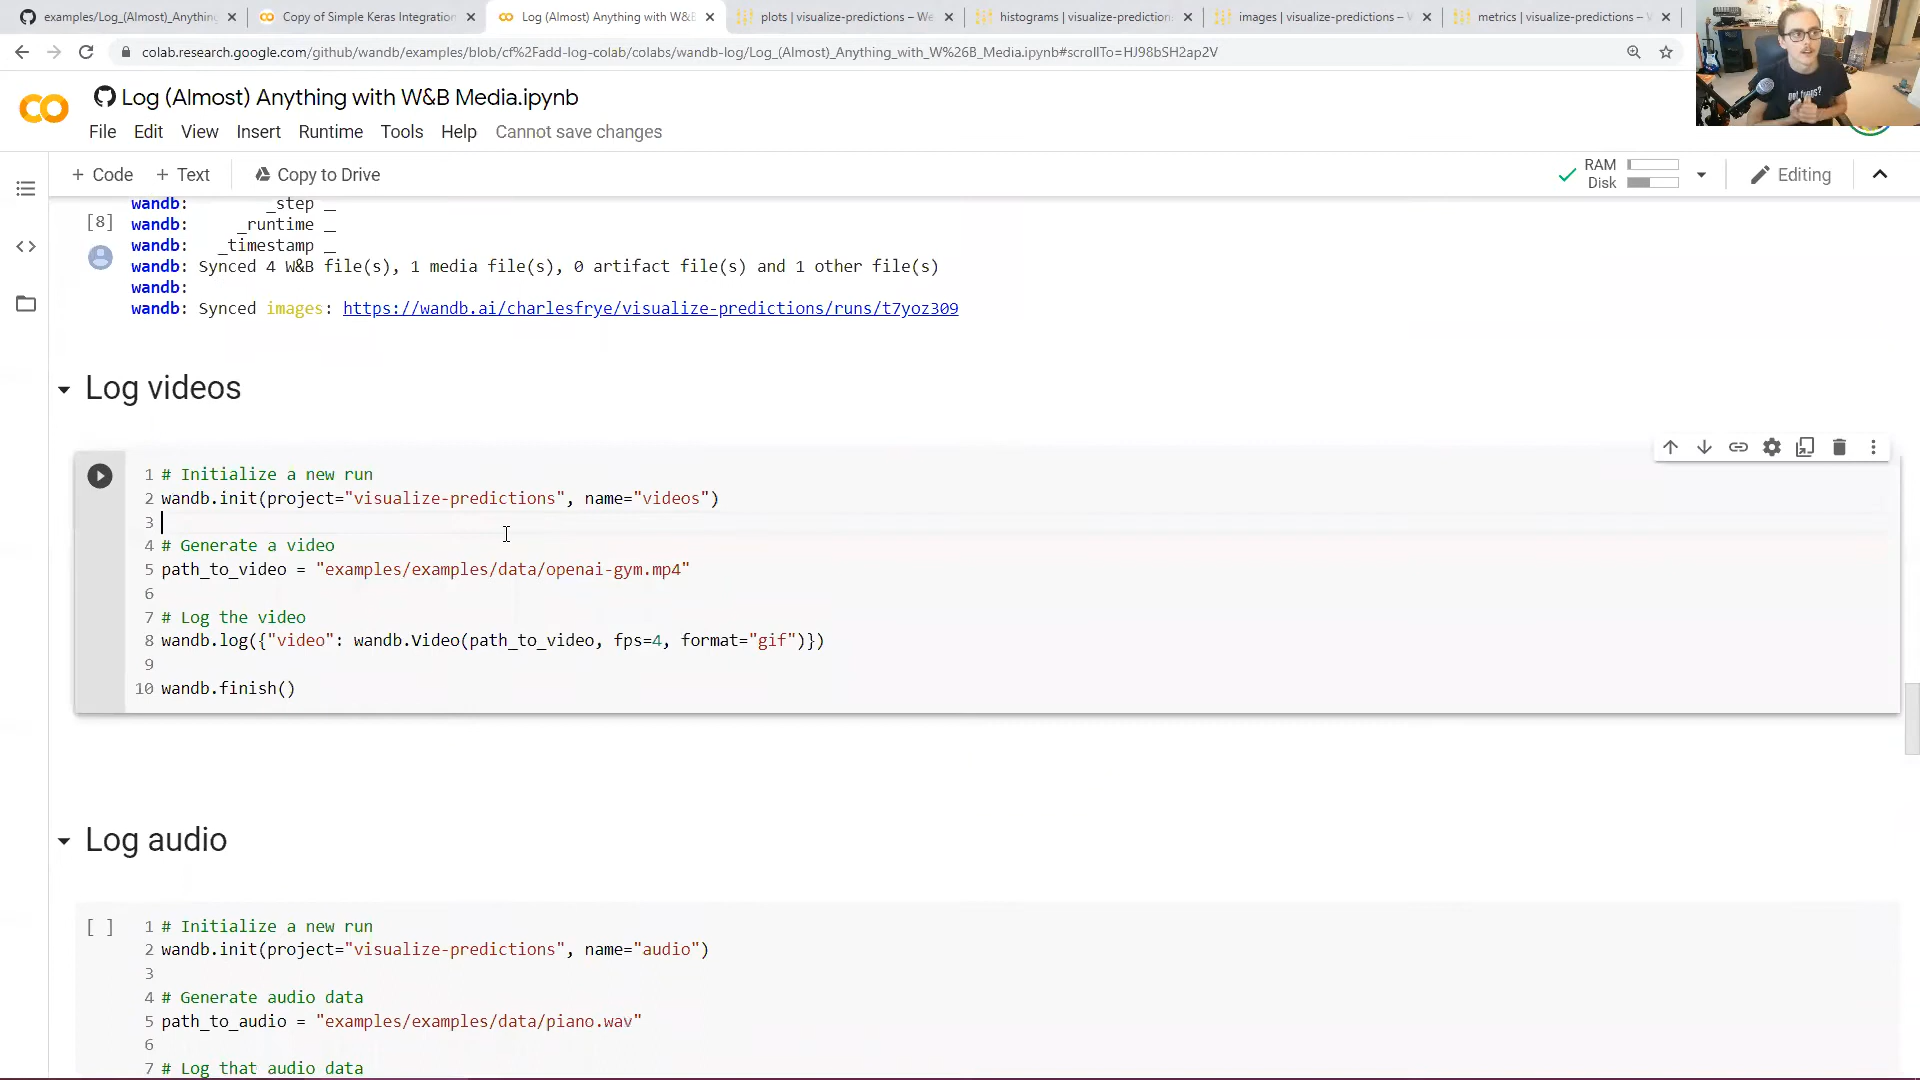 examples/Log_(Almost)_Anything
Copy of Simple Keras Integration
Log (Almost) Anything with W&B
plots | visualize-predictions – We
histograms | visualize-prediction
images | visualize-predictions –
metrics | visualize-predictions –
colab.research.google.com/github/wandb/examples/blob/cf%2Fadd-log-colab/colabs/wandb-log/Log_(Almost)_Anything_with_W%26B_Media.ipynb#scrollTo=HJ98bSH2ap2V
Log (Almost) Anything with W&B Media.ipynb
File Edit View Insert Runtime Tools Help Cannot save changes
+ Code + Text Copy to Drive
RAM
Disk
Editing
wandb: _step _
[8] wandb: _runtime _
wandb: _timestamp _
wandb: Synced 4 W&B file(s), 1 media file(s), 0 artifact file(s) and 1 other file(s)
wandb:
wandb: Synced images: https://wandb.ai/charlesfrye/visualize-predictions/runs/t7yoz309
Log videos
1 # Initialize a new run
2 wandb.init(project="visualize-predictions", name="videos")
3
4 # Generate a video
5 path_to_video = "examples/examples/data/openai-gym.mp4"
6
7 # Log the video
8 wandb.log({"video": wandb.Video(path_to_video, fps=4, format="gif")})
9
10 wandb.finish()
Log audio
[ ] 1 # Initialize a new run
2 wandb.init(project="visualize-predictions", name="audio")
3
4 # Generate audio data
5 path_to_audio = "examples/examples/data/piano.wav"
6
7 # Log that audio data